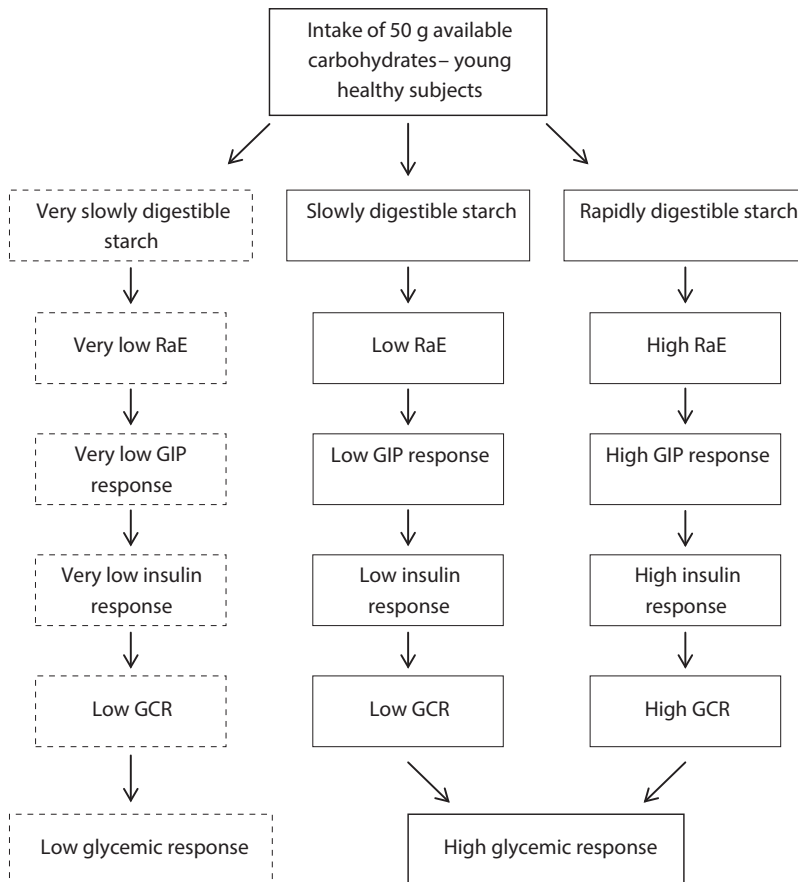 Intake of 50 g available
carbohydrates– young
healthy subjects
Very slowly digestible
starch
Slowly digestible starch
Rapidly digestible starch
Very low RaE
Low RaE
High RaE
Very low GIP
response
Low GIP response
High GIP response
Very low insulin
response
Low insulin
response
High insulin
response
Low GCR
Low GCR
High GCR
Low glycemic response
High glycemic response